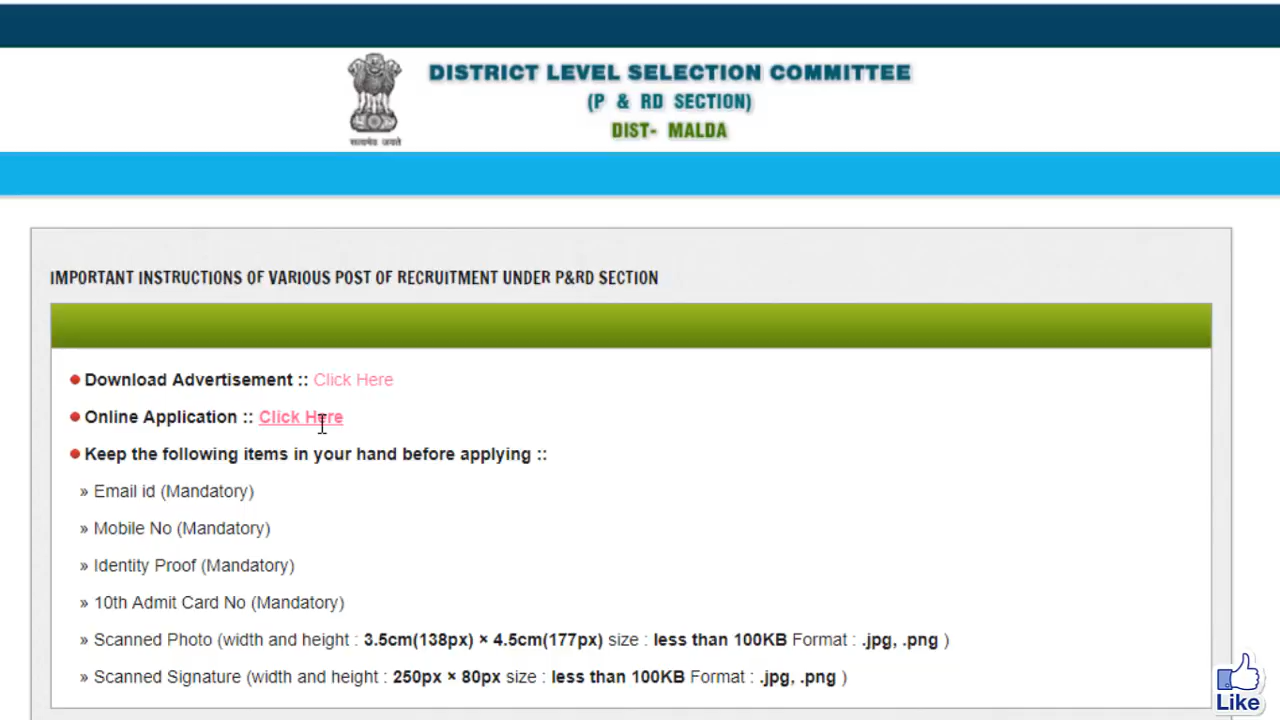 सत्यमेव जयते
DISTRICT LEVEL SELECTION COMMITTEE
(P & RD SECTION)
DIST- MALDA
IMPORTANT INSTRUCTIONS OF VARIOUS POST OF RECRUITMENT UNDER P&RD SECTION
Download Advertisement :: Click Here
Online Application :: Click Here
Keep the following items in your hand before applying ::
» Email id (Mandatory)
» Mobile No (Mandatory)
» Identity Proof (Mandatory)
» 10th Admit Card No (Mandatory)
» Scanned Photo (width and height : 3.5cm(138px) × 4.5cm(177px) size : less than 100KB Format : .jpg, .png )
» Scanned Signature (width and height : 250px × 80px size : less than 100KB Format : .jpg, .png )
Like